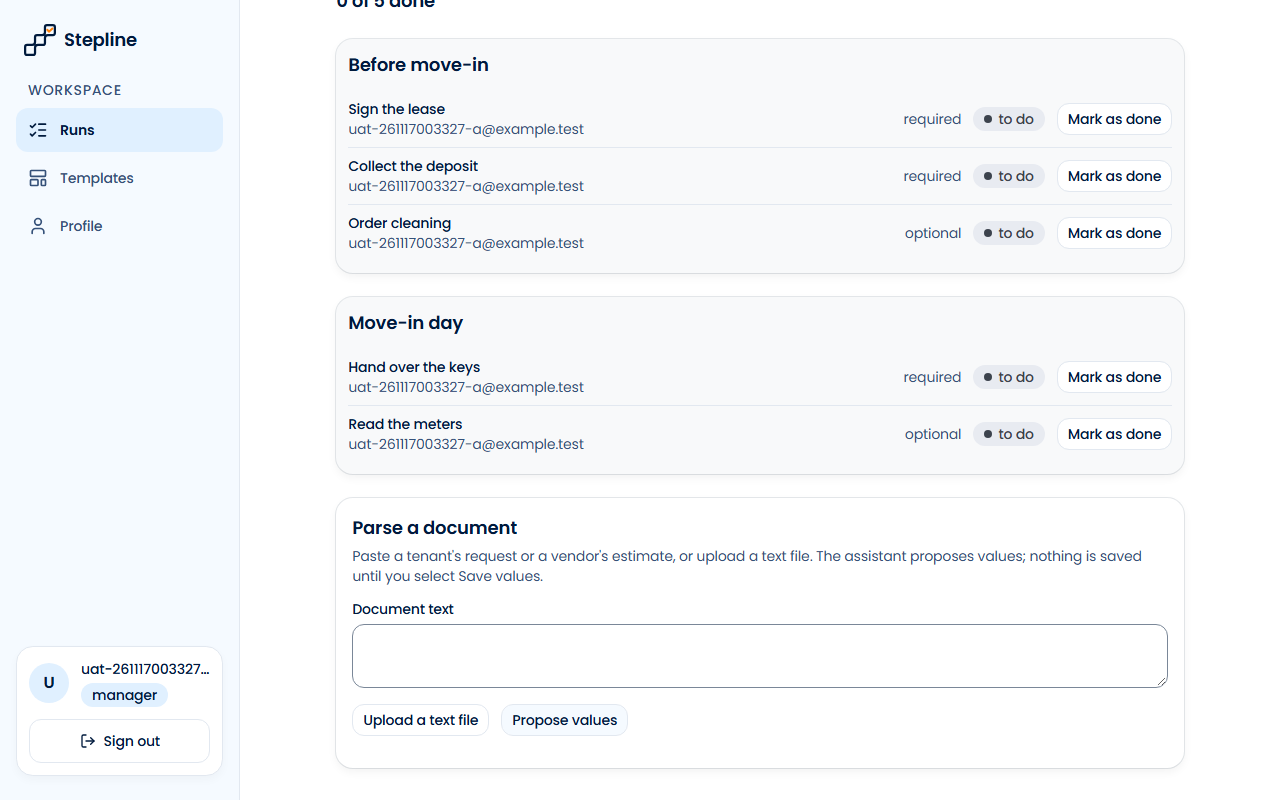 Stepline
WORKSPACE
Runs
Templates
Profile
uat-261117003327...
U
manager
Sign out
0 of 5 done
Before move-in
Sign the lease
uat-261117003327-a@example.test
required
to do
Mark as done
Collect the deposit
uat-261117003327-a@example.test
required
to do
Mark as done
Order cleaning
uat-261117003327-a@example.test
optional
to do
Mark as done
Move-in day
Hand over the keys
uat-261117003327-a@example.test
required
to do
Mark as done
Read the meters
uat-261117003327-a@example.test
optional
to do
Mark as done
Parse a document
Paste a tenant's request or a vendor's estimate, or upload a text file. The assistant proposes values; nothing is saved
until you select Save values.
Document text
Upload a text file
Propose values